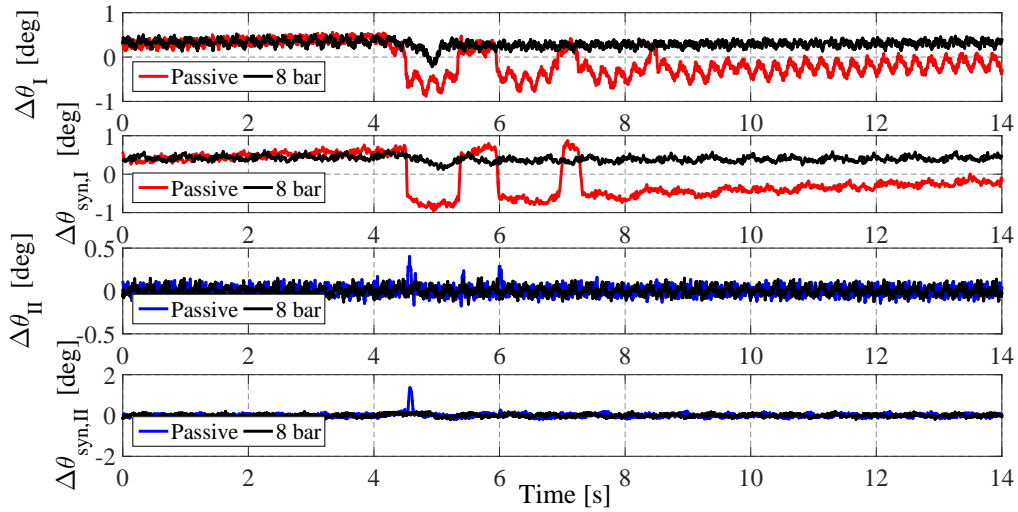 Δθ_I [deg]
1
0
-1
Passive 8 bar
0 2 4 6 8 10 12 14
Δθ_syn,I [deg]
1
0
-1
Passive 8 bar
0 2 4 6 8 10 12 14
Δθ_II [deg]
0.5
0
-0.5
Passive 8 bar
0 2 4 6 8 10 12 14
Δθ_syn,II [deg]
2
0
-2
Passive 8 bar
0 2 4 6 8 10 12 14
Time [s]